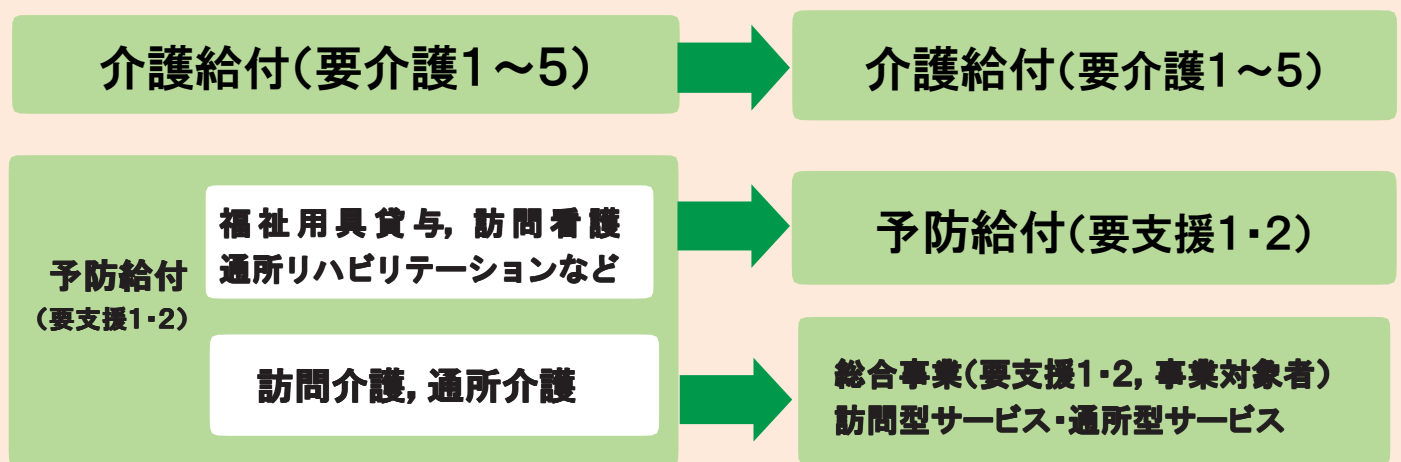 介護給付(要介護1～5)
介護給付(要介護1～5)
予防給付
(要支援1・2)
福祉用具貸与, 訪問看護
通所リハビリテーションなど
予防給付(要支援1・2)
訪問介護, 通所介護
総合事業(要支援1・2, 事業対象者)
訪問型サービス・通所型サービス